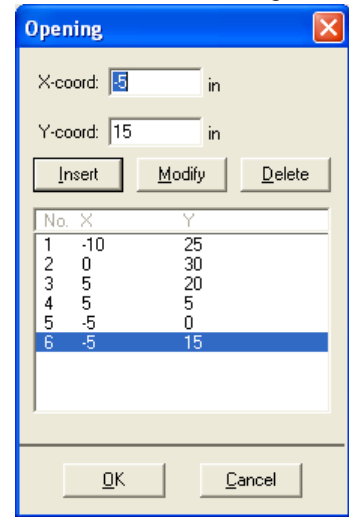 Opening
X-coord: -5 in
Y-coord: 15 in
Insert Modify Delete
No. X Y
1 -10 25
2 0 30
3 5 20
4 5 5
5 -5 0
6 -5 15
OK Cancel